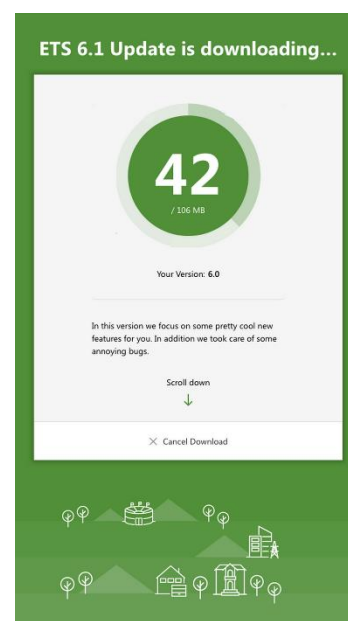 ETS 6.1 Update is downloading...
42
/ 106 MB
Your Version: 6.0
In this version we focus on some pretty cool new
features for you. In addition we took care of some
annoying bugs.
Scroll down
Cancel Download